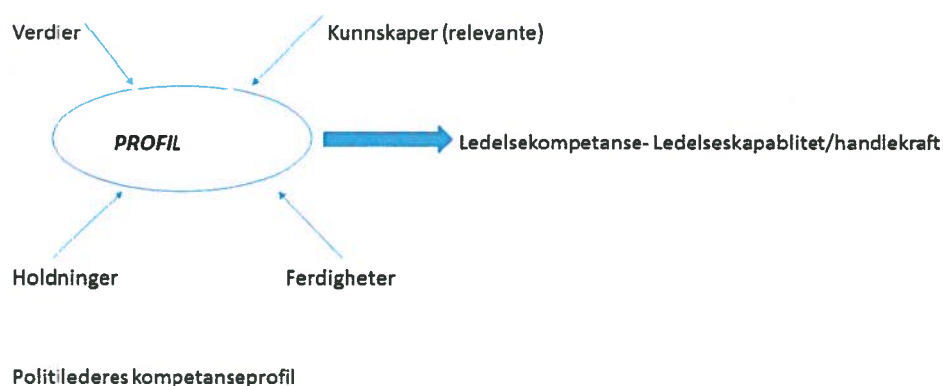 Verdier
Kunnskaper (relevante)
PROFIL
Ledelsekompetanse- Ledelseskapablitet/handlekraft
Holdninger
Ferdigheter
Politilederes kompetanseprofil